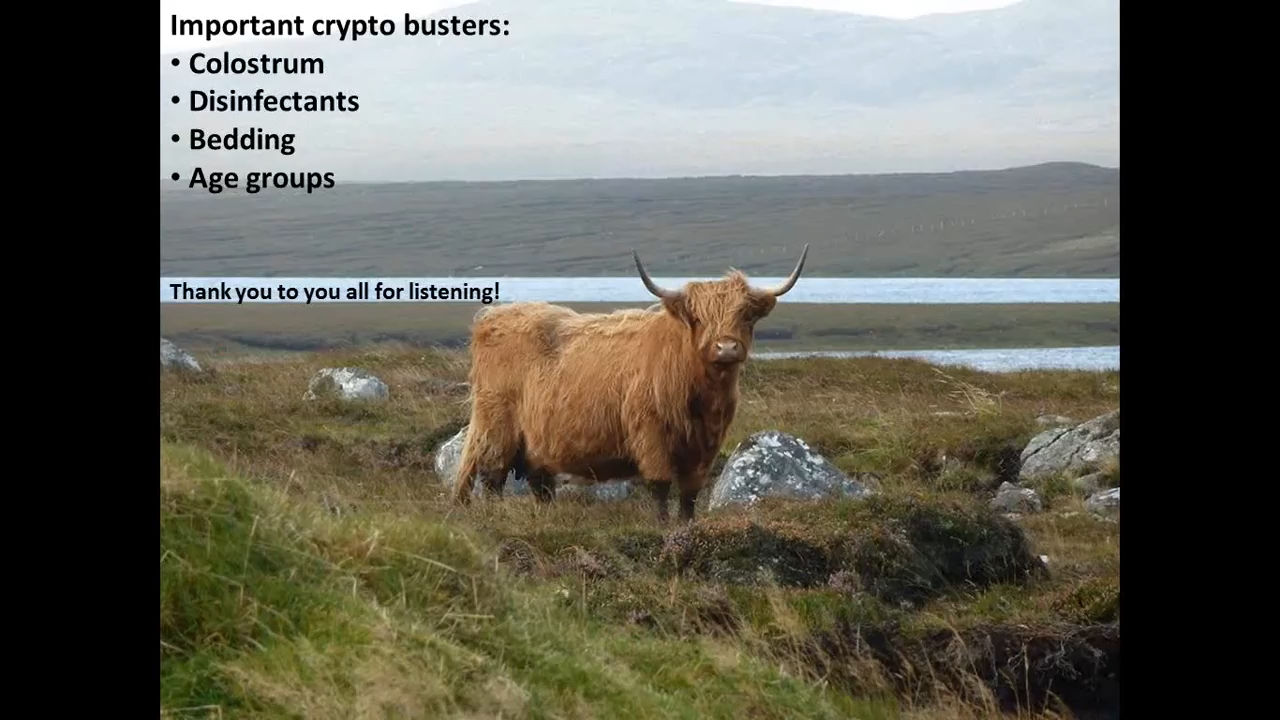 Important crypto busters:
• Colostrum
• Disinfectants
• Bedding
• Age groups
Thank you to you all for listening!